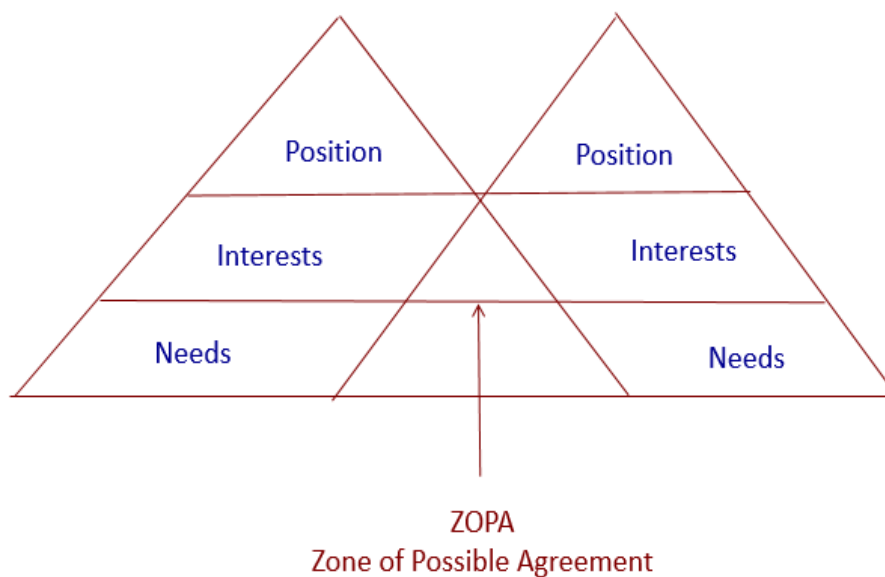 Position
Position
Interests
Interests
Needs
Needs
ZOPA
Zone of Possible Agreement